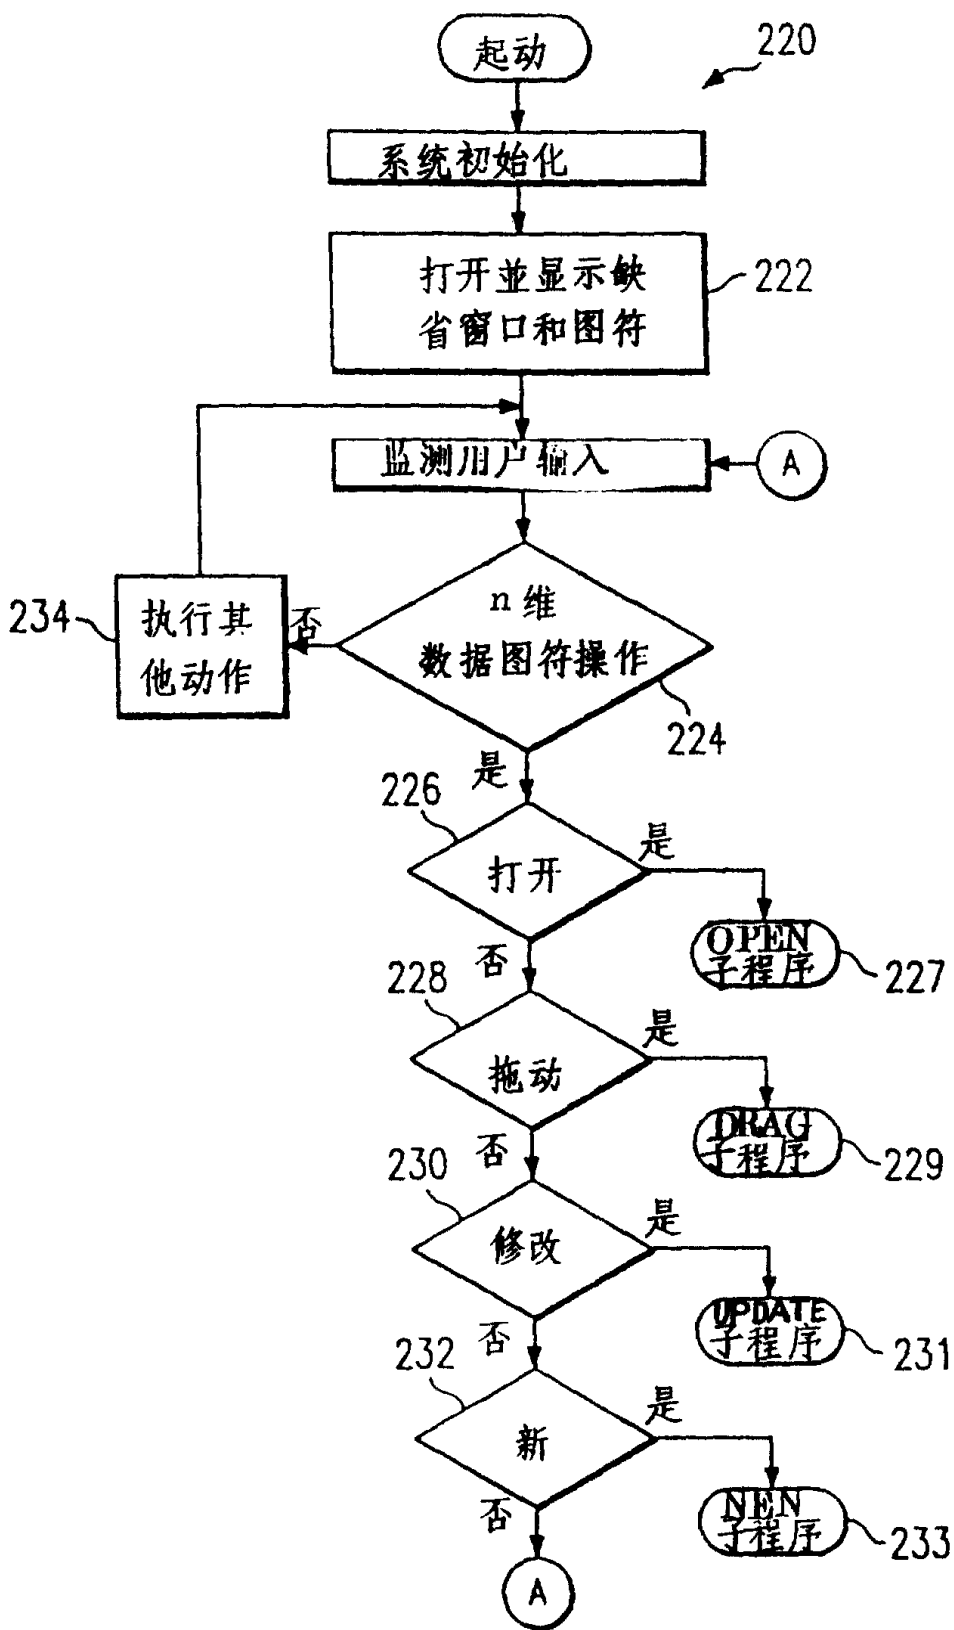 起动
220
系统初始化
打开並显示缺
省窗口和图符
222
监测用户输入
A
234
执行其
他动作
否
n维
数据图符操作
224
是
226
打开
是
OPEN
子程序
227
否
228
拖动
是
DRAG
子程序
229
否
230
修改
是
UPDATE
子程序
231
否
232
新
是
NEN
子程序
233
否
A